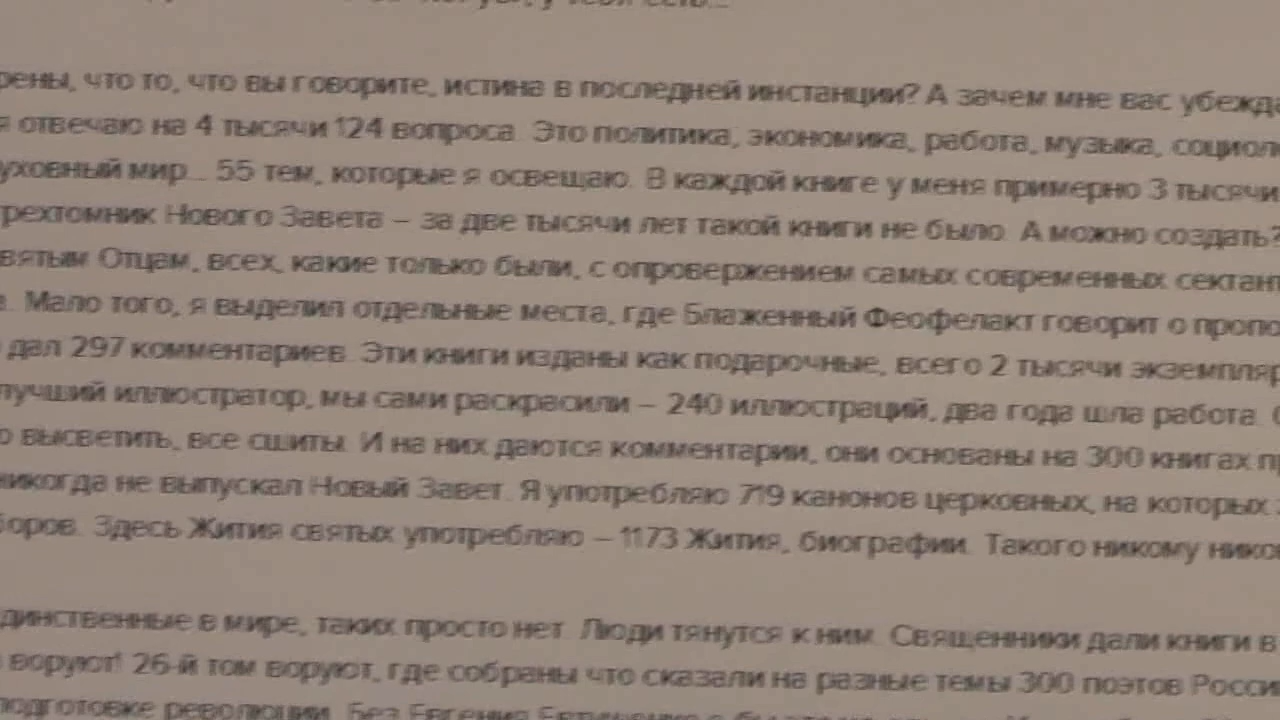 рены, что то, что вы говорите, истина в последней инстанции? А зачем мне вас убежда
я отвечаю на 4 тысячи 124 вопроса. Это политика, экономика, работа, музыка, социоло
уховный мир... 55 тем, которые я освещаю. В каждой книге у меня примерно 3 тысячи
трехтомник Нового Завета – за две тысячи лет такой книги не было. А можно создать?
вятым Отцам, всех, какие только были, с опровержением самых современных сектант
е. Мало того, я выделил отдельные места, где Блаженный Феофелакт говорит о пропо
дал 297 комментариев. Эти книги изданы как подарочные, всего 2 тысячи экземпляр
лучший иллюстратор, мы сами раскрасили – 240 иллюстраций, два года шла работа.
о высветить, все сшиты. И на них даются комментарии, они основаны на 300 книгах
никогда не выпускал Новый Завет. Я употребляю 719 канонов церковных, на которых
боров. Здесь Жития святых употребляю – 1173 Жития, биографии. Такого никому нико
динственные в мире, таких просто нет. Люди тянутся к ним. Священники дали книги в
воруют! 26-й том воруют, где собраны что сказали на разные темы 300 поэтов Росси
подготовке революции. Без Евгения